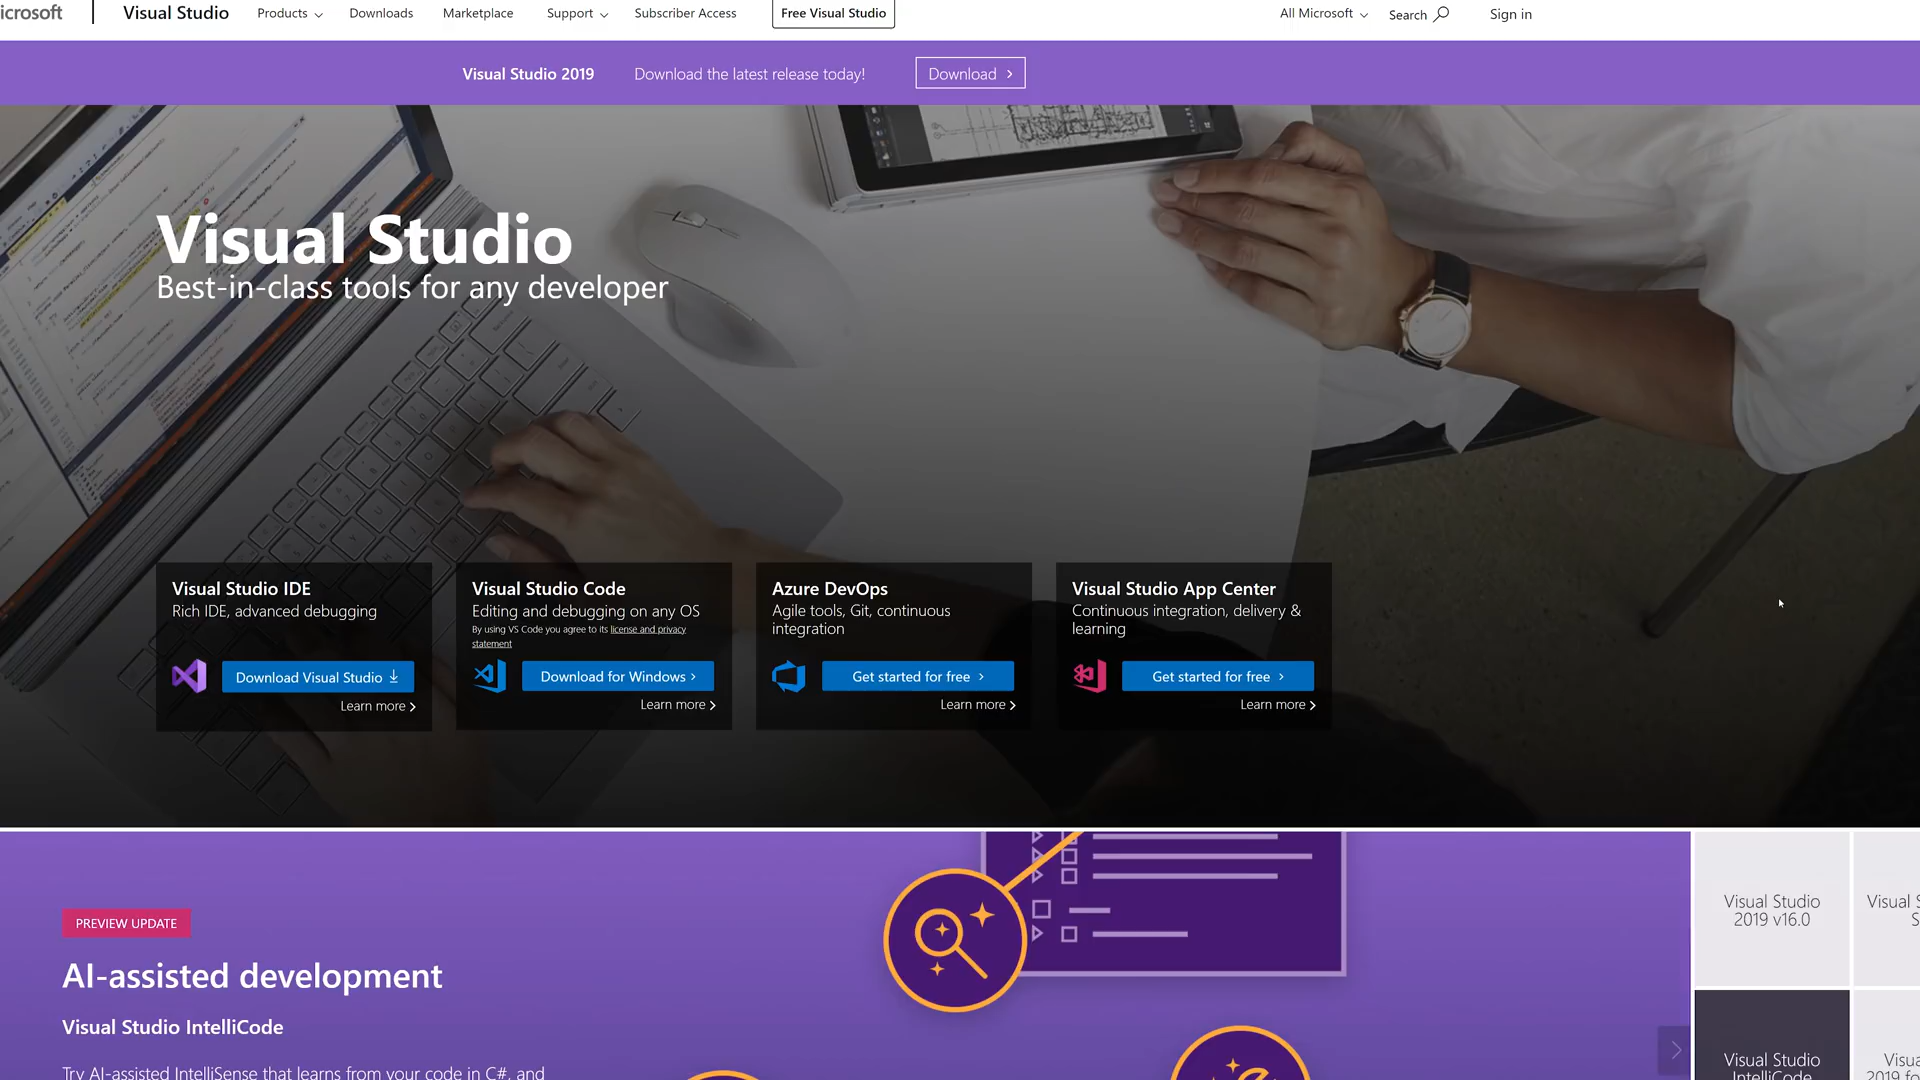 icrosoft
Visual Studio
Products
Downloads
Marketplace
Support
Subscriber Access
Free Visual Studio
All Microsoft
Search
Sign in
Visual Studio 2019
Download the latest release today!
Download
Visual Studio
Best-in-class tools for any developer
Visual Studio IDE
Rich IDE, advanced debugging
Download Visual Studio
Learn more
Visual Studio Code
Editing and debugging on any OS
By using VS Code you agree to its license and privacy
statement
Download for Windows
Learn more
Azure DevOps
Agile tools, Git, continuous
integration
Get started for free
Learn more
Visual Studio App Center
Continuous integration, delivery &
learning
Get started for free
Learn more
PREVIEW UPDATE
AI-assisted development
Visual Studio IntelliCode
Try AI-assisted IntelliSense that learns from your code in C#, and
Visual Studio
2019 v16.0
Visual S
S
Visual Studio
IntelliCode
Visua
2019 fo